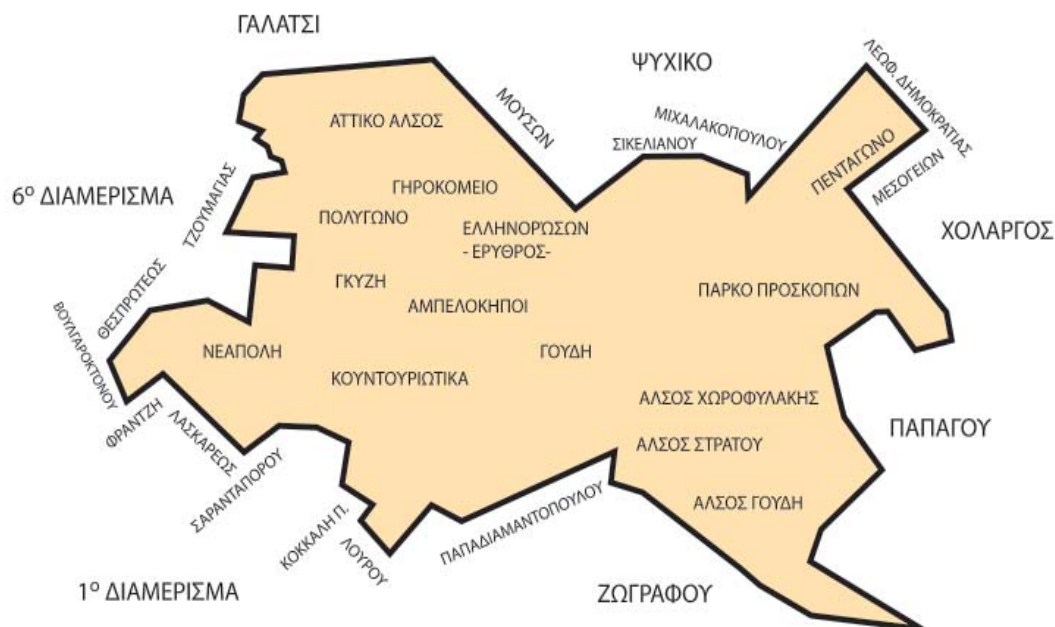 ΓΑΛΑΤΣΙ
ΨΥΧΙΚΟ
ΛΕΩΦ. ΔΗΜΟΚΡΑΤΙΑΣ
ΜΟΥΣΩΝ
ΜΙΧΑΛΑΚΟΠΟΥΛΟΥ
ΣΙΚΕΛΙΑΝΟΥ
ΑΤΤΙΚΟ ΑΛΣΟΣ
ΠΕΝΤΑΓΩΝΟ
ΜΕΣΟΓΕΙΩΝ
6ο ΔΙΑΜΕΡΙΣΜΑ
ΤΖΟΥΜΑΓΙΑΣ
ΓΗΡΟΚΟΜΕΙΟ
ΠΟΛΥΓΩΝΟ
ΕΛΛΗΝΟΡΏΣΩΝ
- ΕΡΥΘΡΟΣ-
ΧΟΛΑΡΓΟΣ
ΓΚΥΖΗ
ΠΑΡΚΟ ΠΡΟΣΚΟΠΩΝ
ΑΜΠΕΛΟΚΗΠΟΙ
ΘΕΣΠΡΩΤΕΩΣ
ΒΟΥΛΓΑΡΟΚΤΟΝΟΥ
ΝΕΑΠΟΛΗ
ΓΟΥΔΗ
ΚΟΥΝΤΟΥΡΙΩΤΙΚΑ
ΑΛΣΟΣ ΧΩΡΟΦΥΛΑΚΗΣ
ΠΑΠΑΓΟΥ
ΦΡΑΝΤΖΗ
ΛΑΣΚΑΡΕΩΣ
ΑΛΣΟΣ ΣΤΡΑΤΟΥ
ΣΑΡΑΝΤΑΠΟΡΟΥ
ΑΛΣΟΣ ΓΟΥΔΗ
ΚΟΚΚΑΛΗ Π.
ΛΟΥΡΟΥ
ΠΑΠΑΔΙΑΜΑΝΤΟΠΟΥΛΟΥ
1ο ΔΙΑΜΕΡΙΣΜΑ
ΖΩΓΡΑΦΟΥ